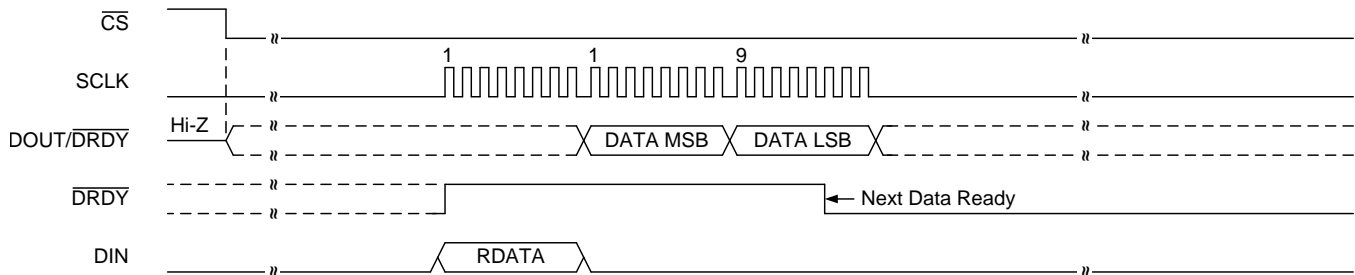 CS
1 1 9
SCLK
Hi-Z
DOUT/DRDY DATA MSB DATA LSB
DRDY Next Data Ready
DIN RDATA